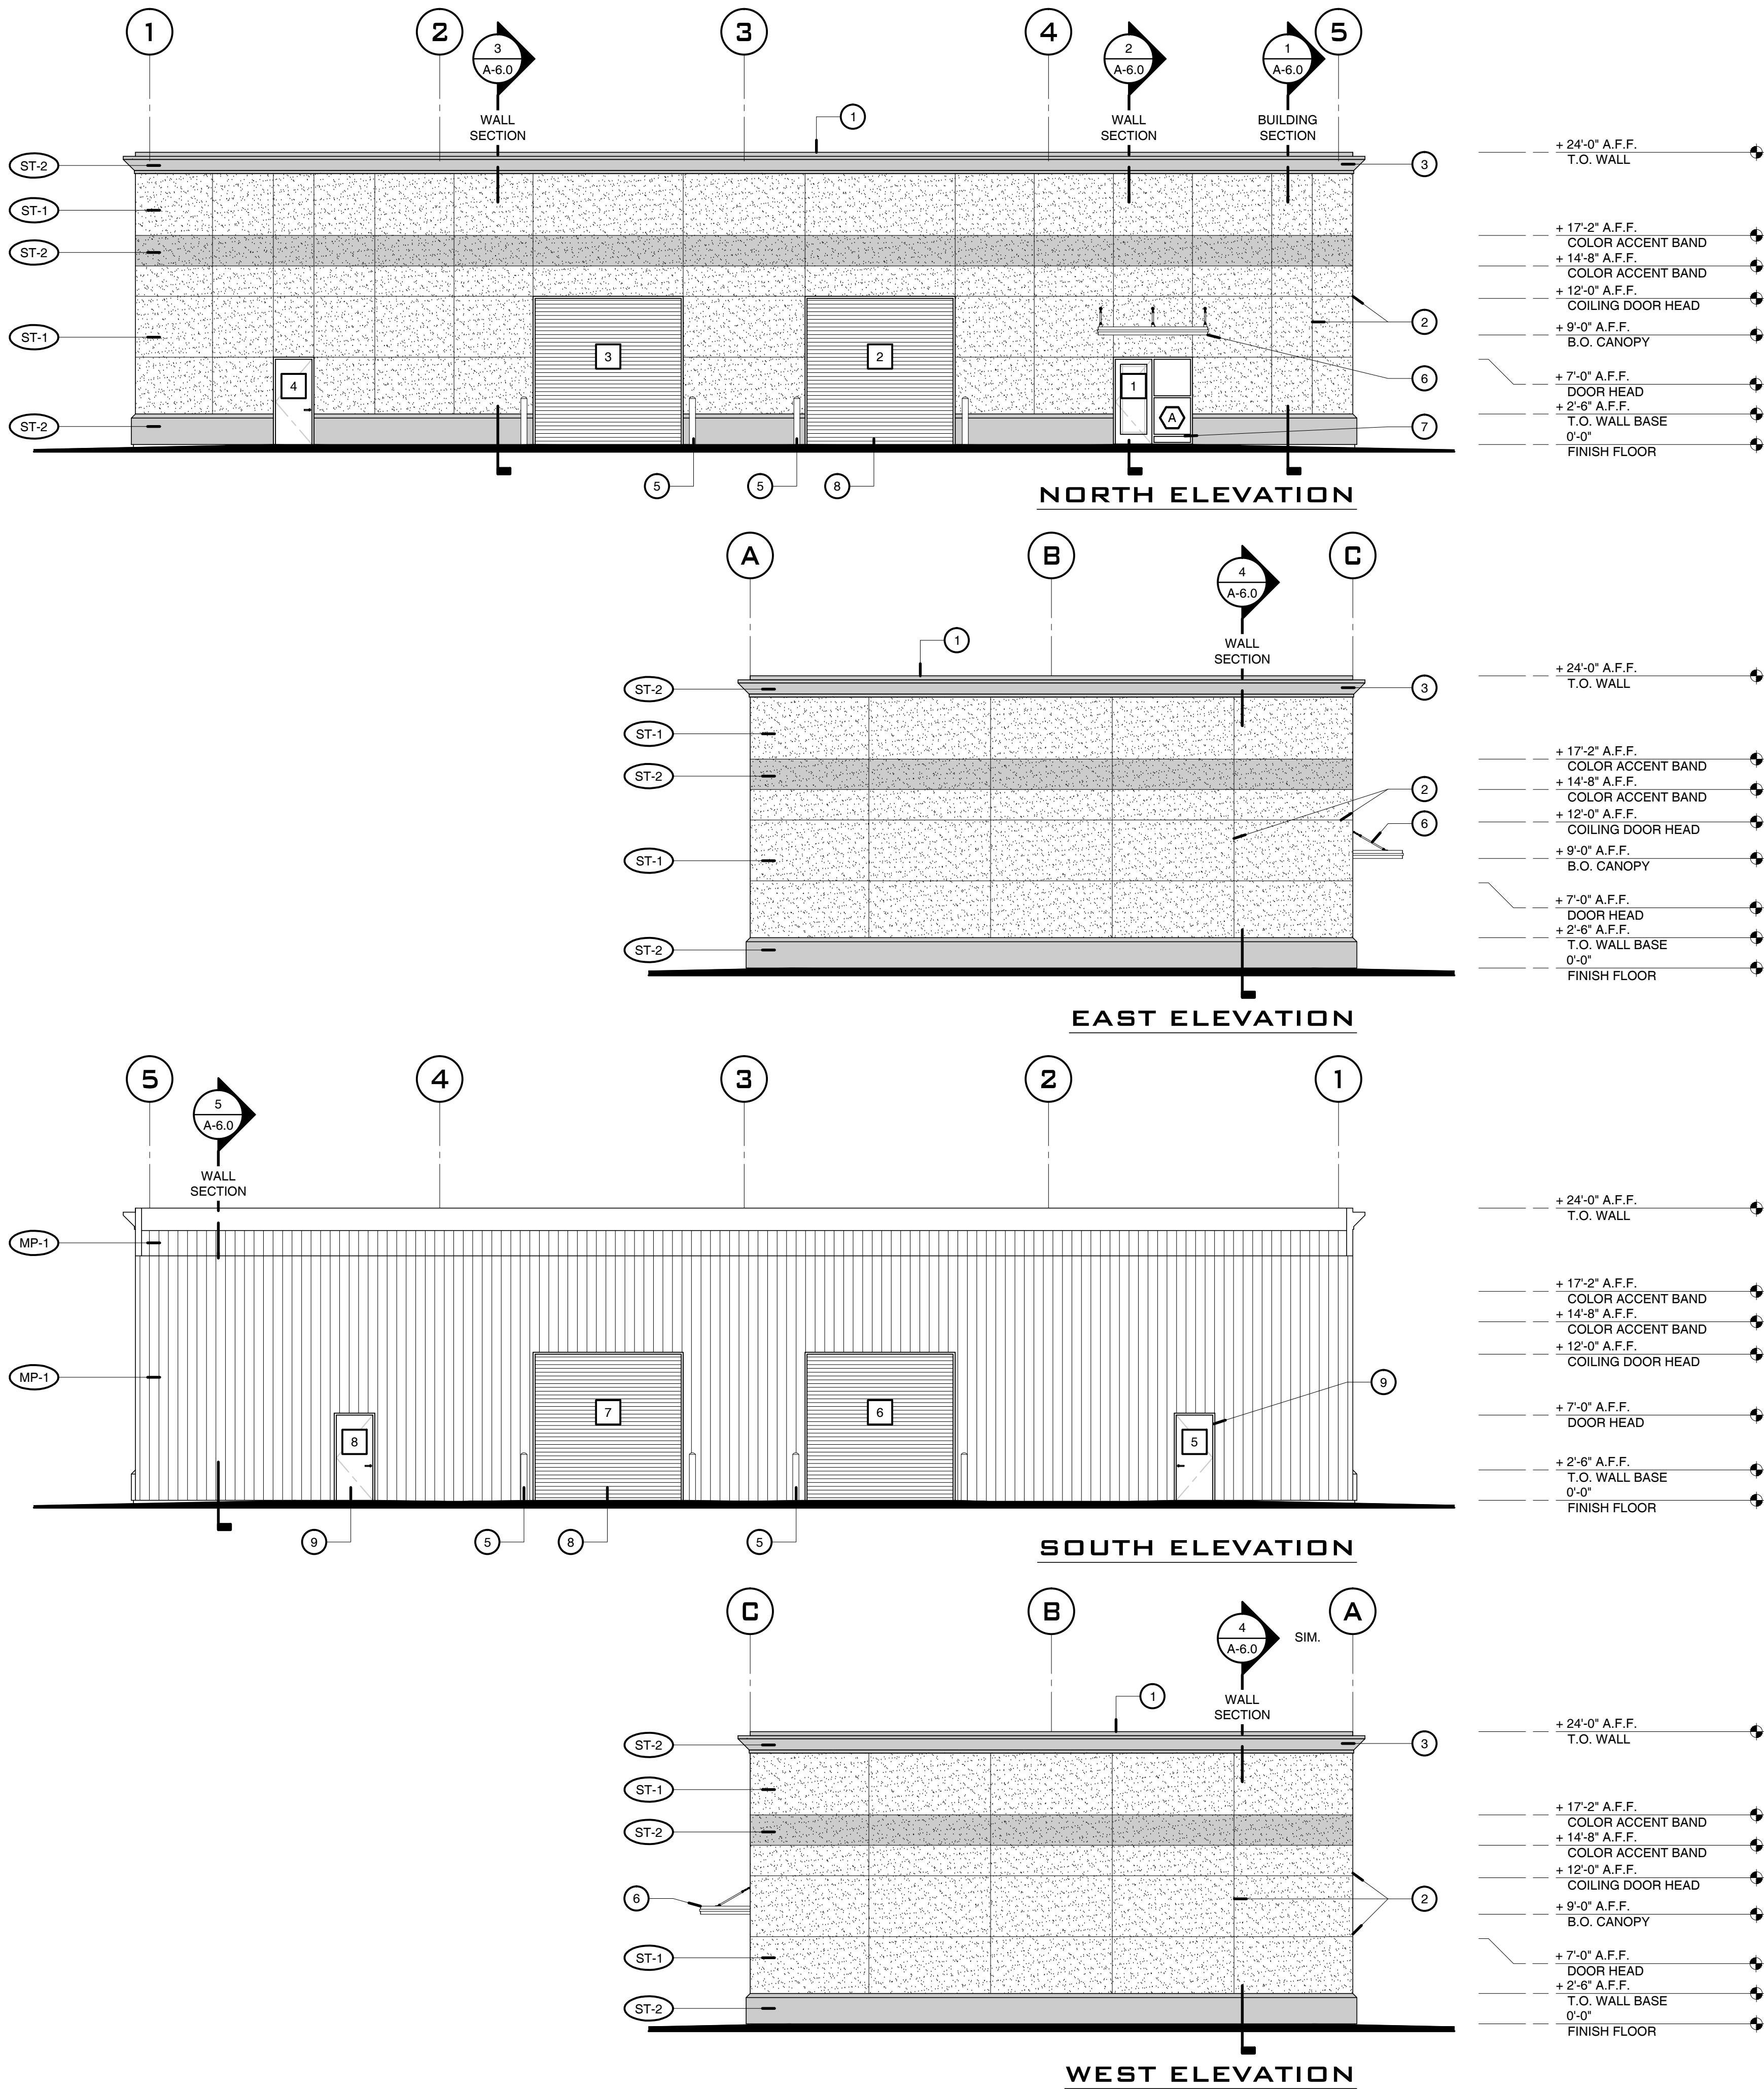 1 2 3 4 5
3
A-6.0
2
A-6.0
1
A-6.0
WALL
SECTION
WALL
SECTION
BUILDING
SECTION
1
ST-2
3
ST-1
ST-2
ST-1
2
6
ST-2
7
4
3
2
1
A
5
5
8
+ 24'-0" A.F.F.
T.O. WALL
+ 17'-2" A.F.F.
COLOR ACCENT BAND
+ 14'-8" A.F.F.
COLOR ACCENT BAND
+ 12'-0" A.F.F.
COILING DOOR HEAD
+ 9'-0" A.F.F.
B.O. CANOPY
+ 7'-0" A.F.F.
DOOR HEAD
+ 2'-6" A.F.F.
T.O. WALL BASE
0'-0"
FINISH FLOOR
NORTH ELEVATION
A B C
4
A-6.0
WALL
SECTION
1
ST-2
3
ST-1
ST-2
2
6
ST-1
ST-2
+ 24'-0" A.F.F.
T.O. WALL
+ 17'-2" A.F.F.
COLOR ACCENT BAND
+ 14'-8" A.F.F.
COLOR ACCENT BAND
+ 12'-0" A.F.F.
COILING DOOR HEAD
+ 9'-0" A.F.F.
B.O. CANOPY
+ 7'-0" A.F.F.
DOOR HEAD
+ 2'-6" A.F.F.
T.O. WALL BASE
0'-0"
FINISH FLOOR
EAST ELEVATION
5 4 3 2 1
5
A-6.0
WALL
SECTION
MP-1
MP-1
9
8
7
6
5
9
5
8
5
+ 24'-0" A.F.F.
T.O. WALL
+ 17'-2" A.F.F.
COLOR ACCENT BAND
+ 14'-8" A.F.F.
COLOR ACCENT BAND
+ 12'-0" A.F.F.
COILING DOOR HEAD
+ 7'-0" A.F.F.
DOOR HEAD
+ 2'-6" A.F.F.
T.O. WALL BASE
0'-0"
FINISH FLOOR
SOUTH ELEVATION
C B A
4
A-6.0
SIM.
WALL
SECTION
1
ST-2
3
ST-1
ST-2
6
2
ST-1
ST-2
+ 24'-0" A.F.F.
T.O. WALL
+ 17'-2" A.F.F.
COLOR ACCENT BAND
+ 14'-8" A.F.F.
COLOR ACCENT BAND
+ 12'-0" A.F.F.
COILING DOOR HEAD
+ 9'-0" A.F.F.
B.O. CANOPY
+ 7'-0" A.F.F.
DOOR HEAD
+ 2'-6" A.F.F.
T.O. WALL BASE
0'-0"
FINISH FLOOR
WEST ELEVATION